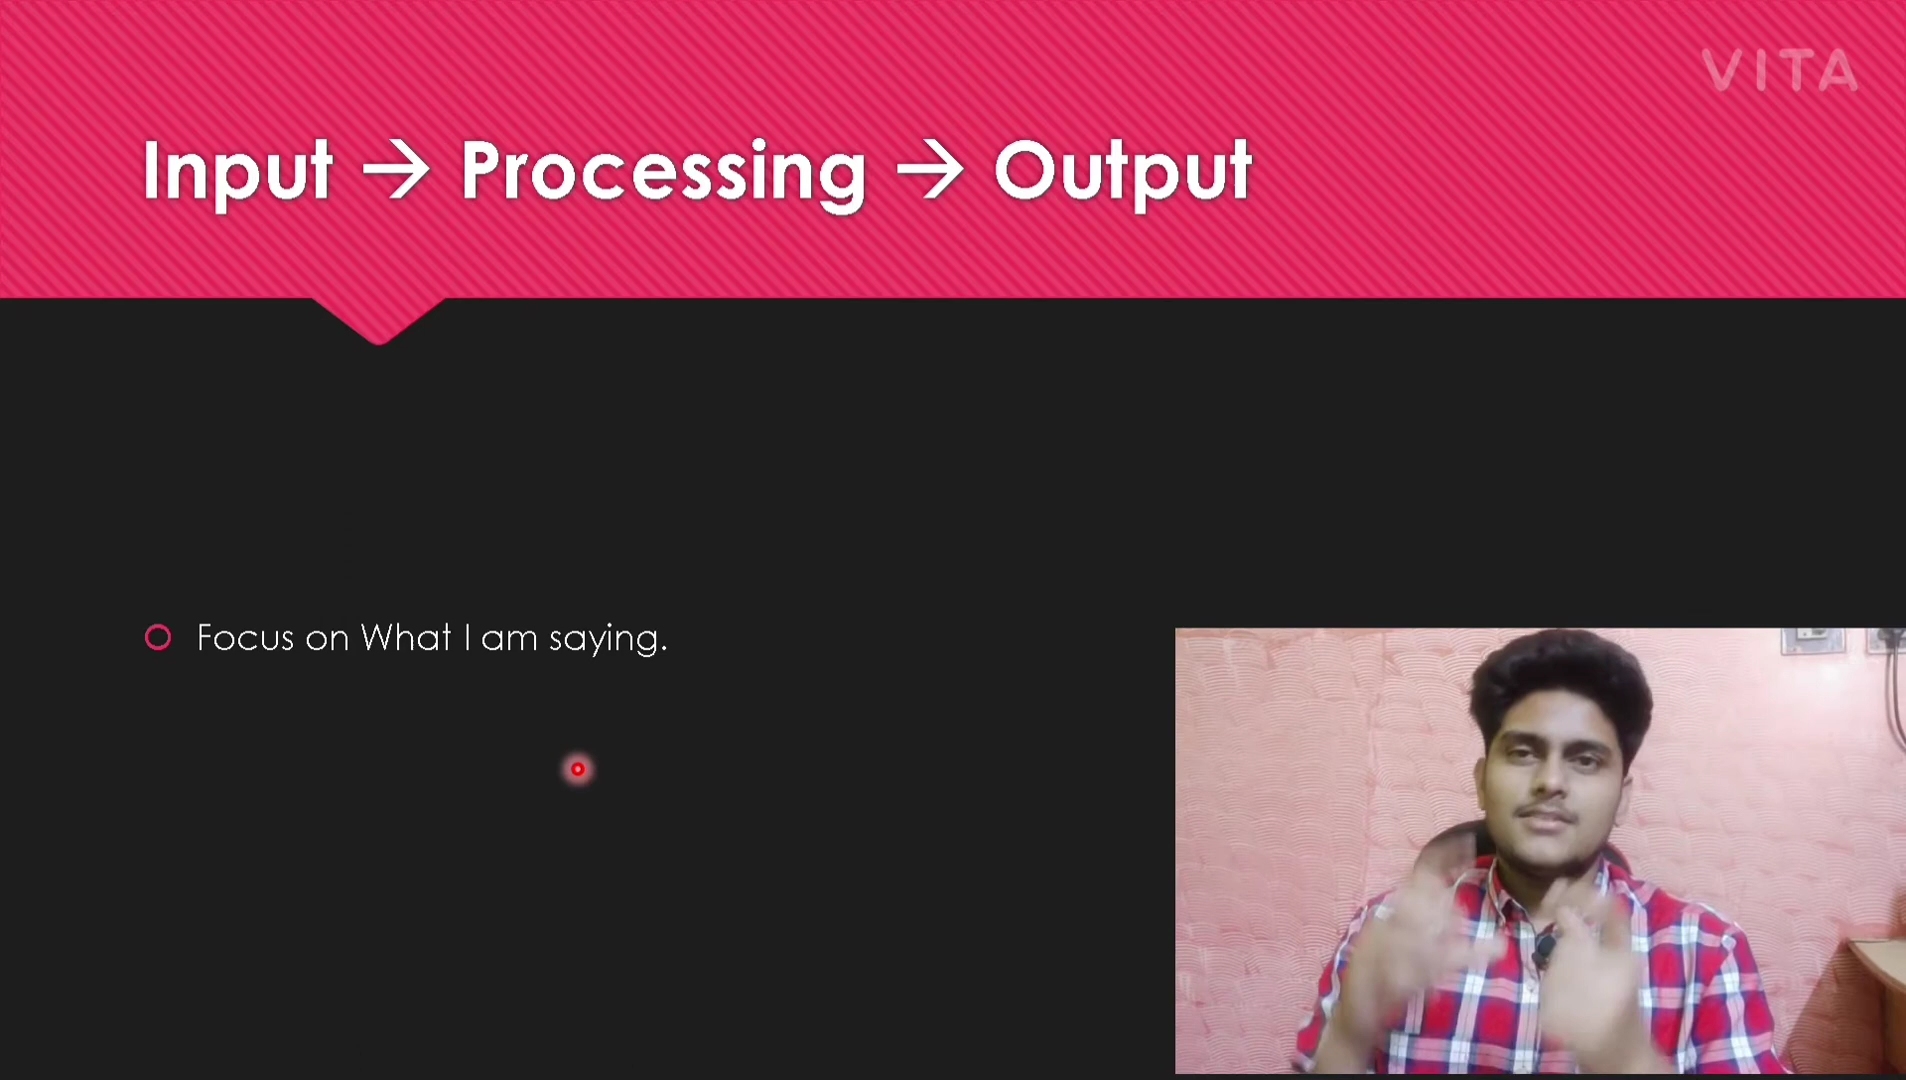 VITA
Input → Processing → Output
Focus on What I am saying.